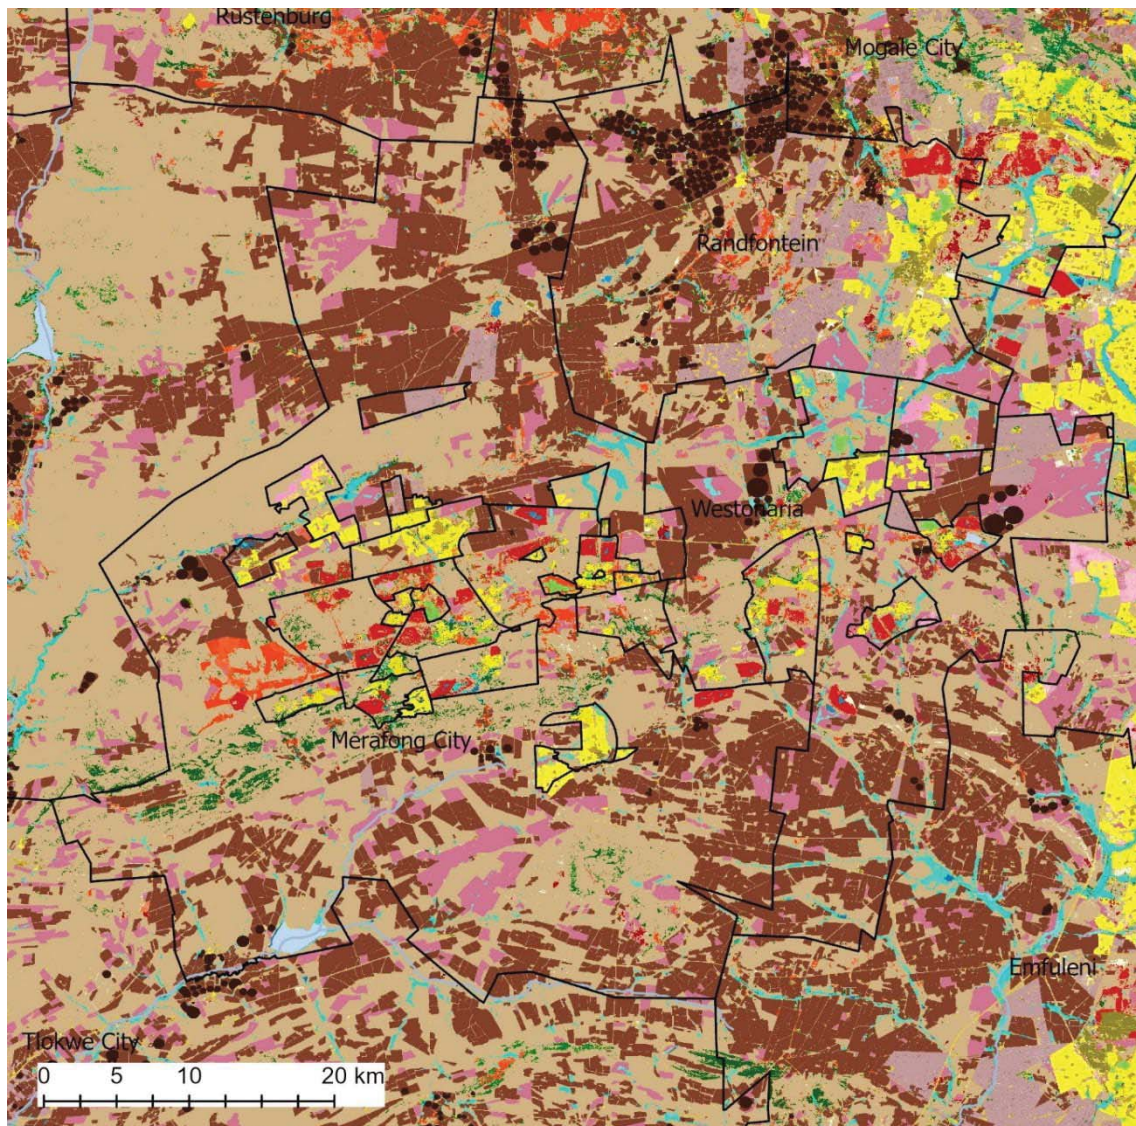 Rustenburg
Mogale City
Randfontein
Westonaria
Merafong City
Emfuleni
Tlokwe City
0 5 10 20 km